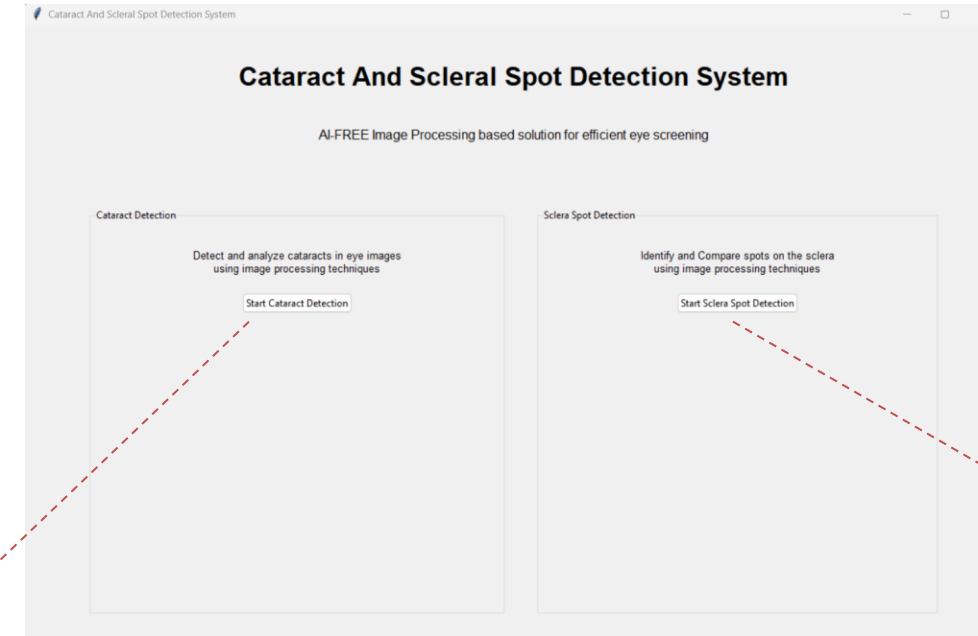 Cataract And Scleral Spot Detection System
Cataract And Scleral Spot Detection System
AI-FREE Image Processing based solution for efficient eye screening
Cataract Detection
Detect and analyze cataracts in eye images
using image processing techniques
Start Cataract Detection
Sclera Spot Detection
Identify and Compare spots on the sclera
using image processing techniques
Start Sclera Spot Detection